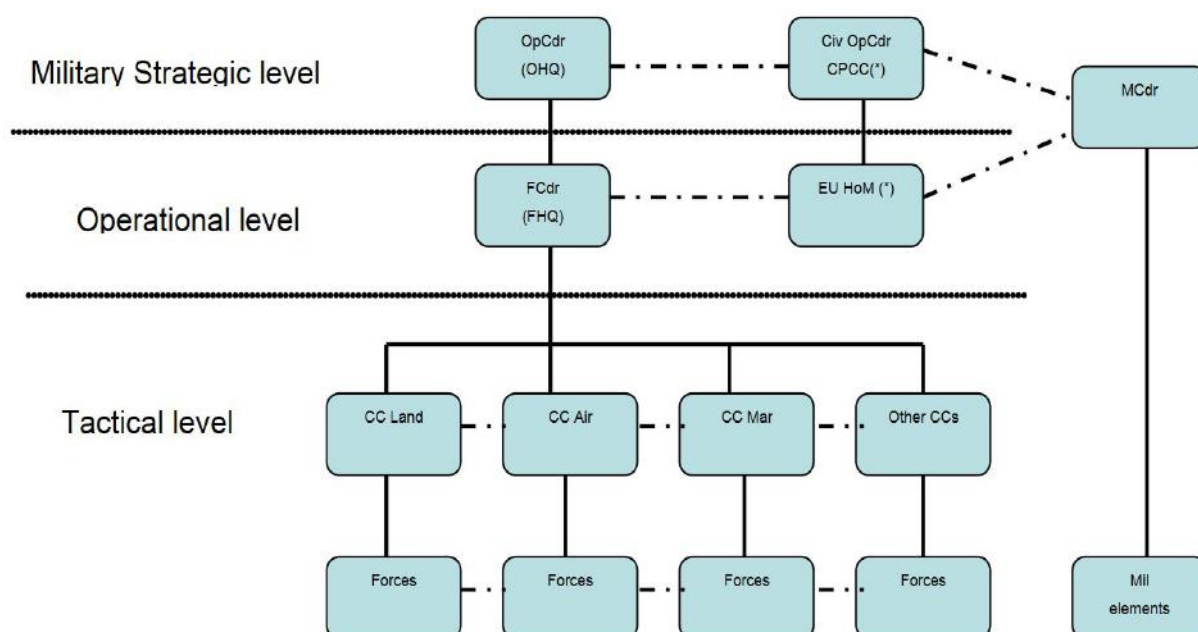 Military Strategic level
OpCdr
(OHQ)
Civ OpCdr
CPCC(*)
MCdr
Operational level
FCdr
(FHQ)
EU HoM (*)
Tactical level
CC Land
CC Air
CC Mar
Other CCs
Forces
Forces
Forces
Forces
Mil
elements